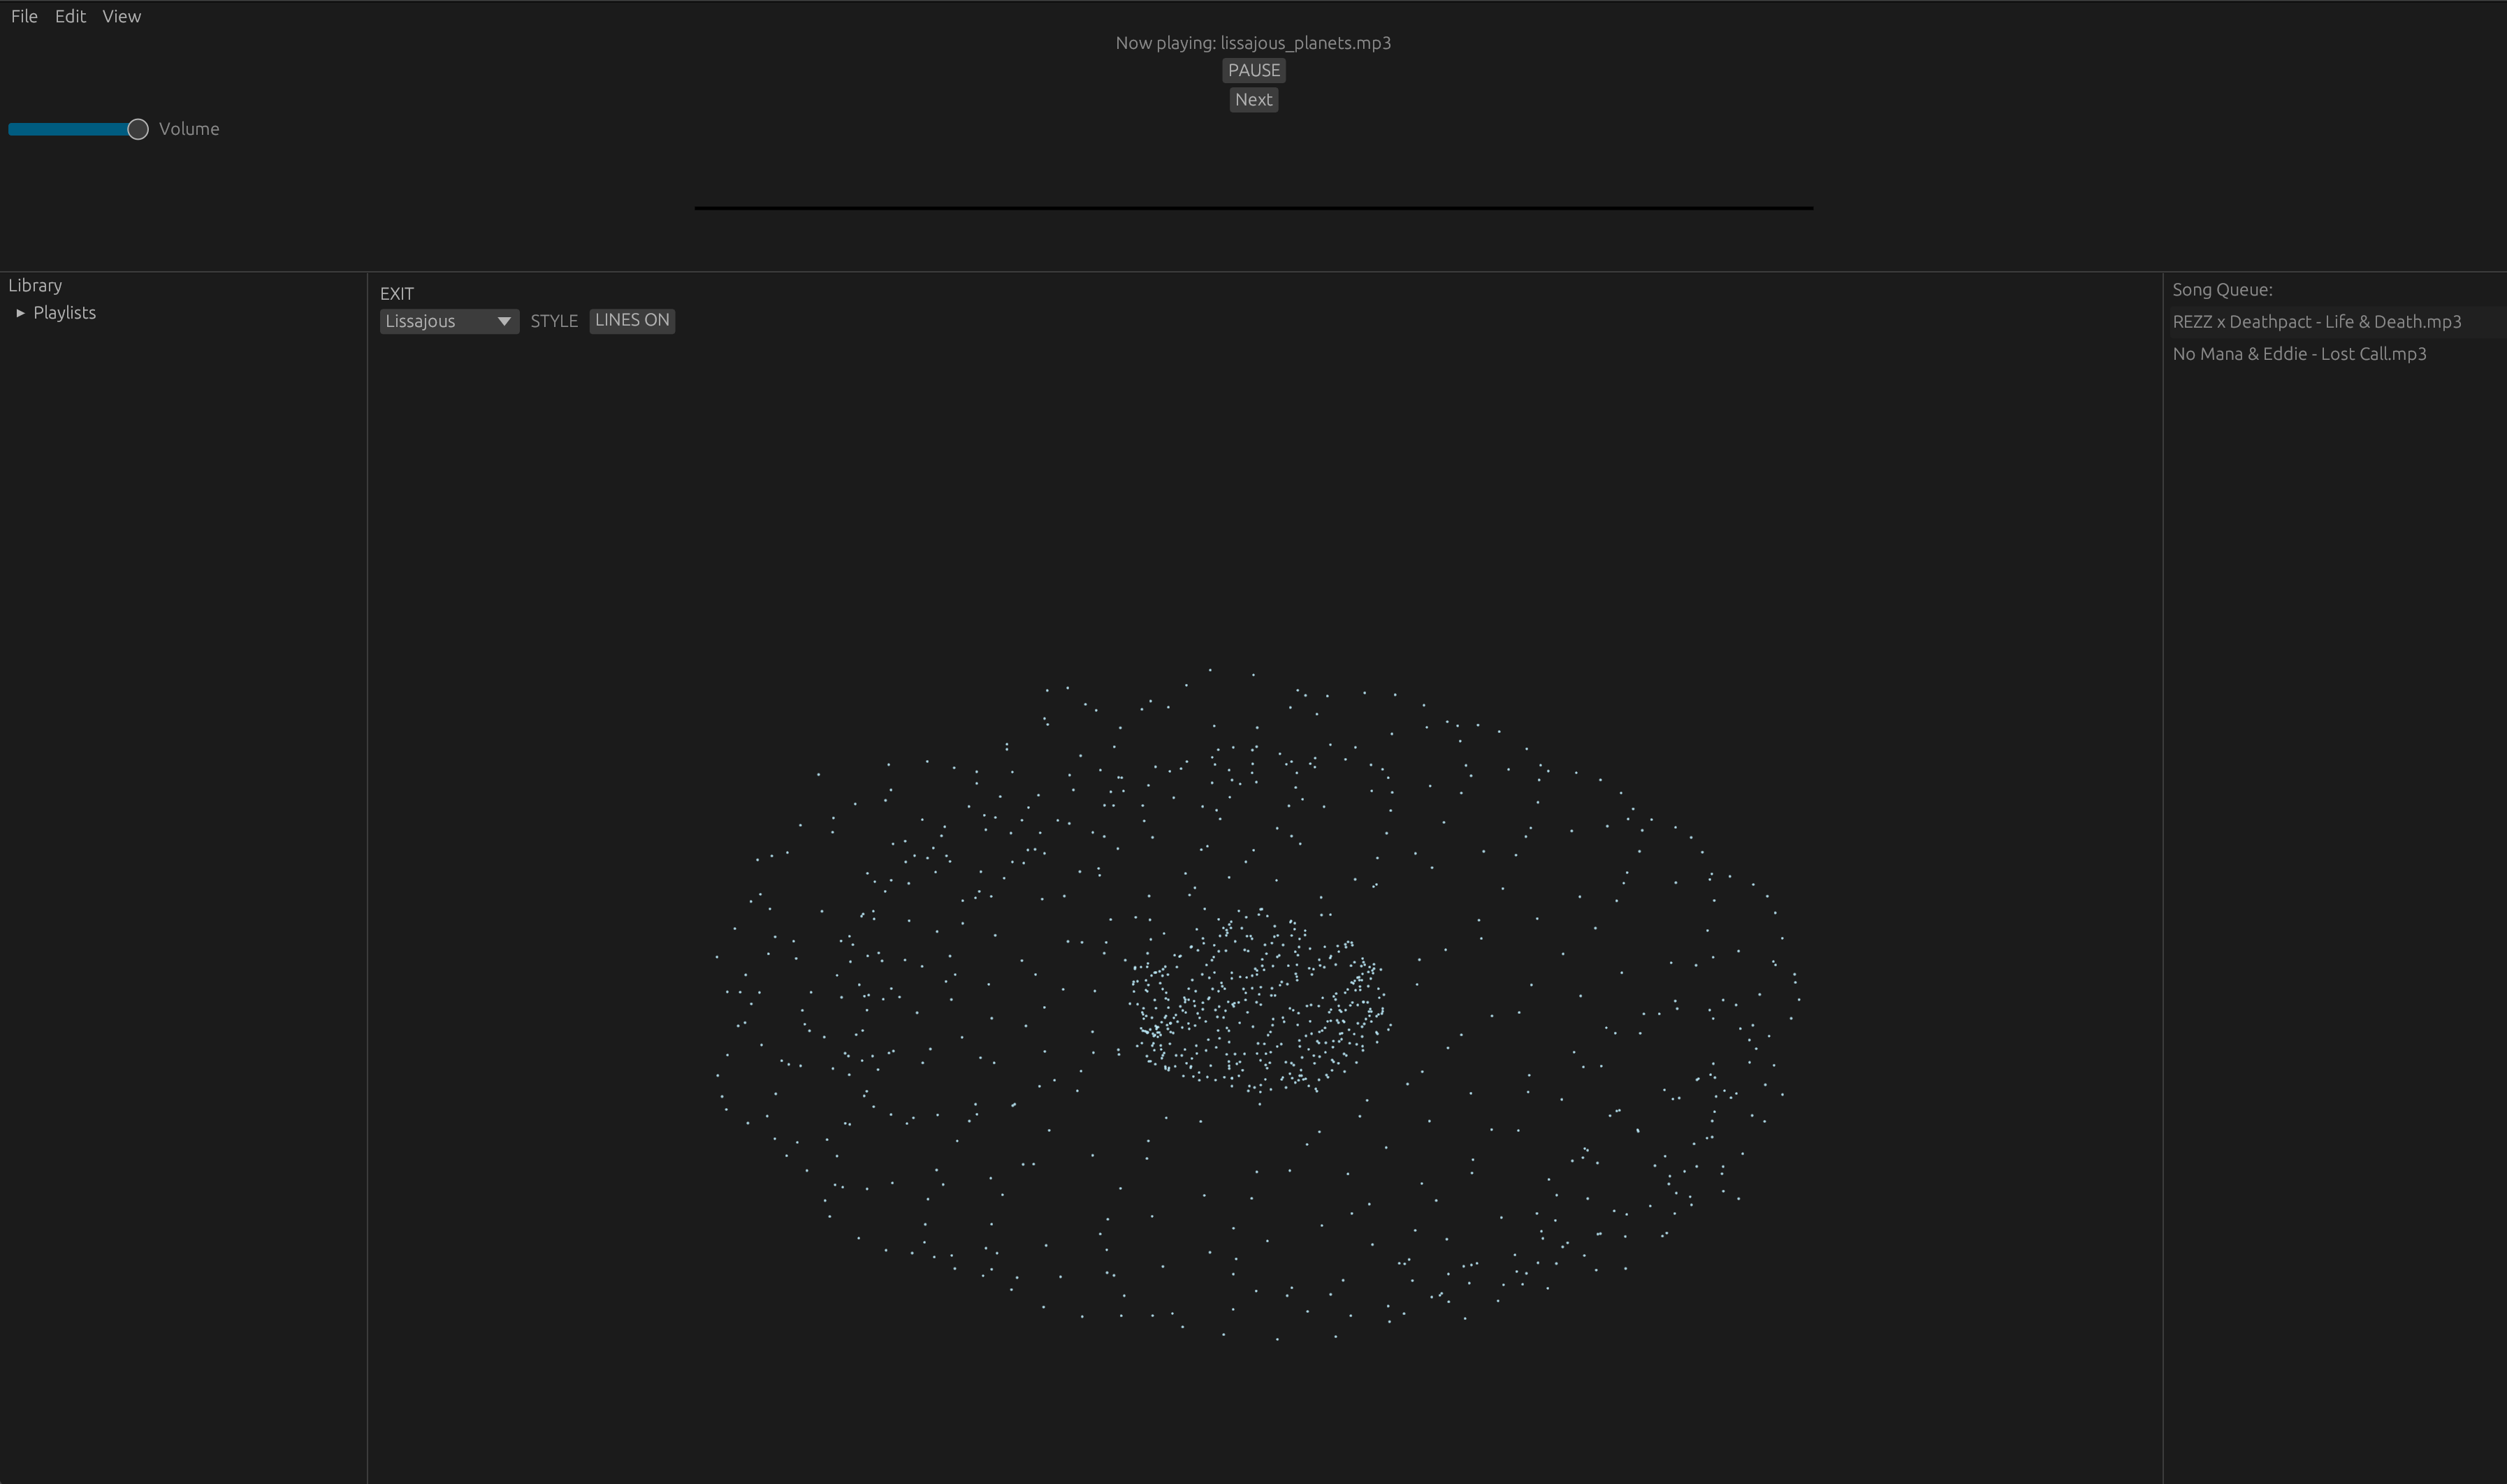 File Edit View
Now playing: lissajous_planets.mp3
PAUSE
Next
Volume
Library
Playlists
EXIT
Lissajous STYLE LINES ON
Song Queue:
REZZ x Deathpact - Life & Death.mp3
No Mana & Eddie - Lost Call.mp3